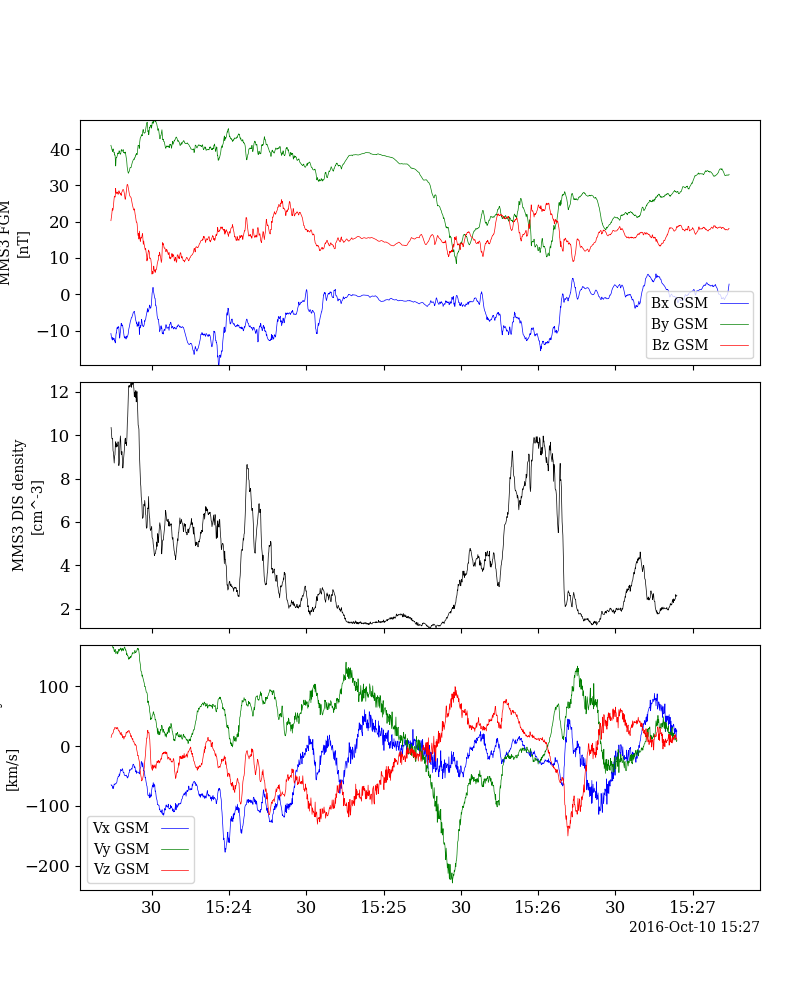 40
30
20
10
0
−10
MMS3 FGM
[nT]
Bx GSM
By GSM
Bz GSM
12
10
8
6
4
2
MMS3 DIS density
[cm^-3]
100
0
−100
−200
[km/s]
Vx GSM
Vy GSM
Vz GSM
30 15:24 30 15:25 30 15:26 30 15:27
2016-Oct-10 15:27